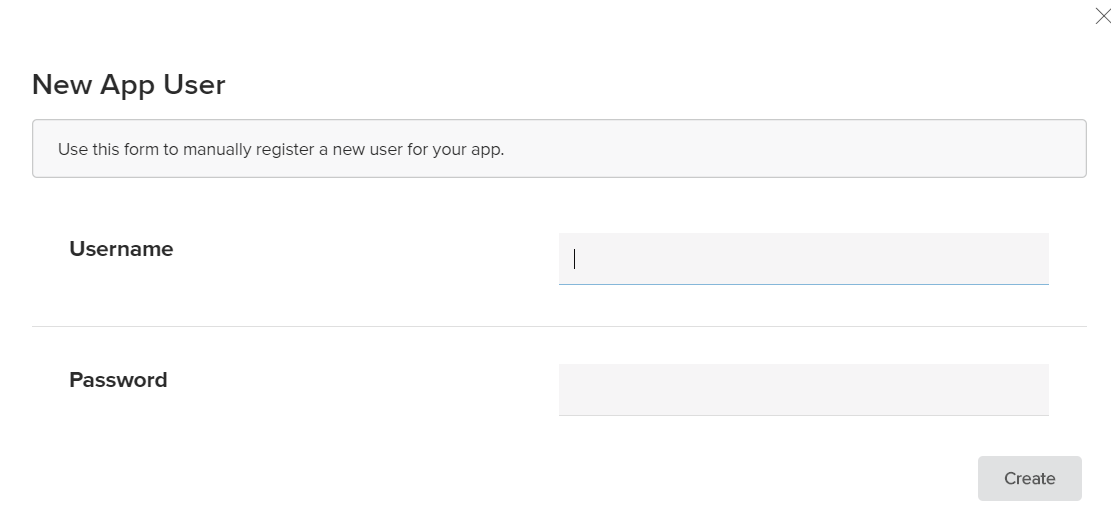 New App User
Use this form to manually register a new user for your app.
Username
Password
Create